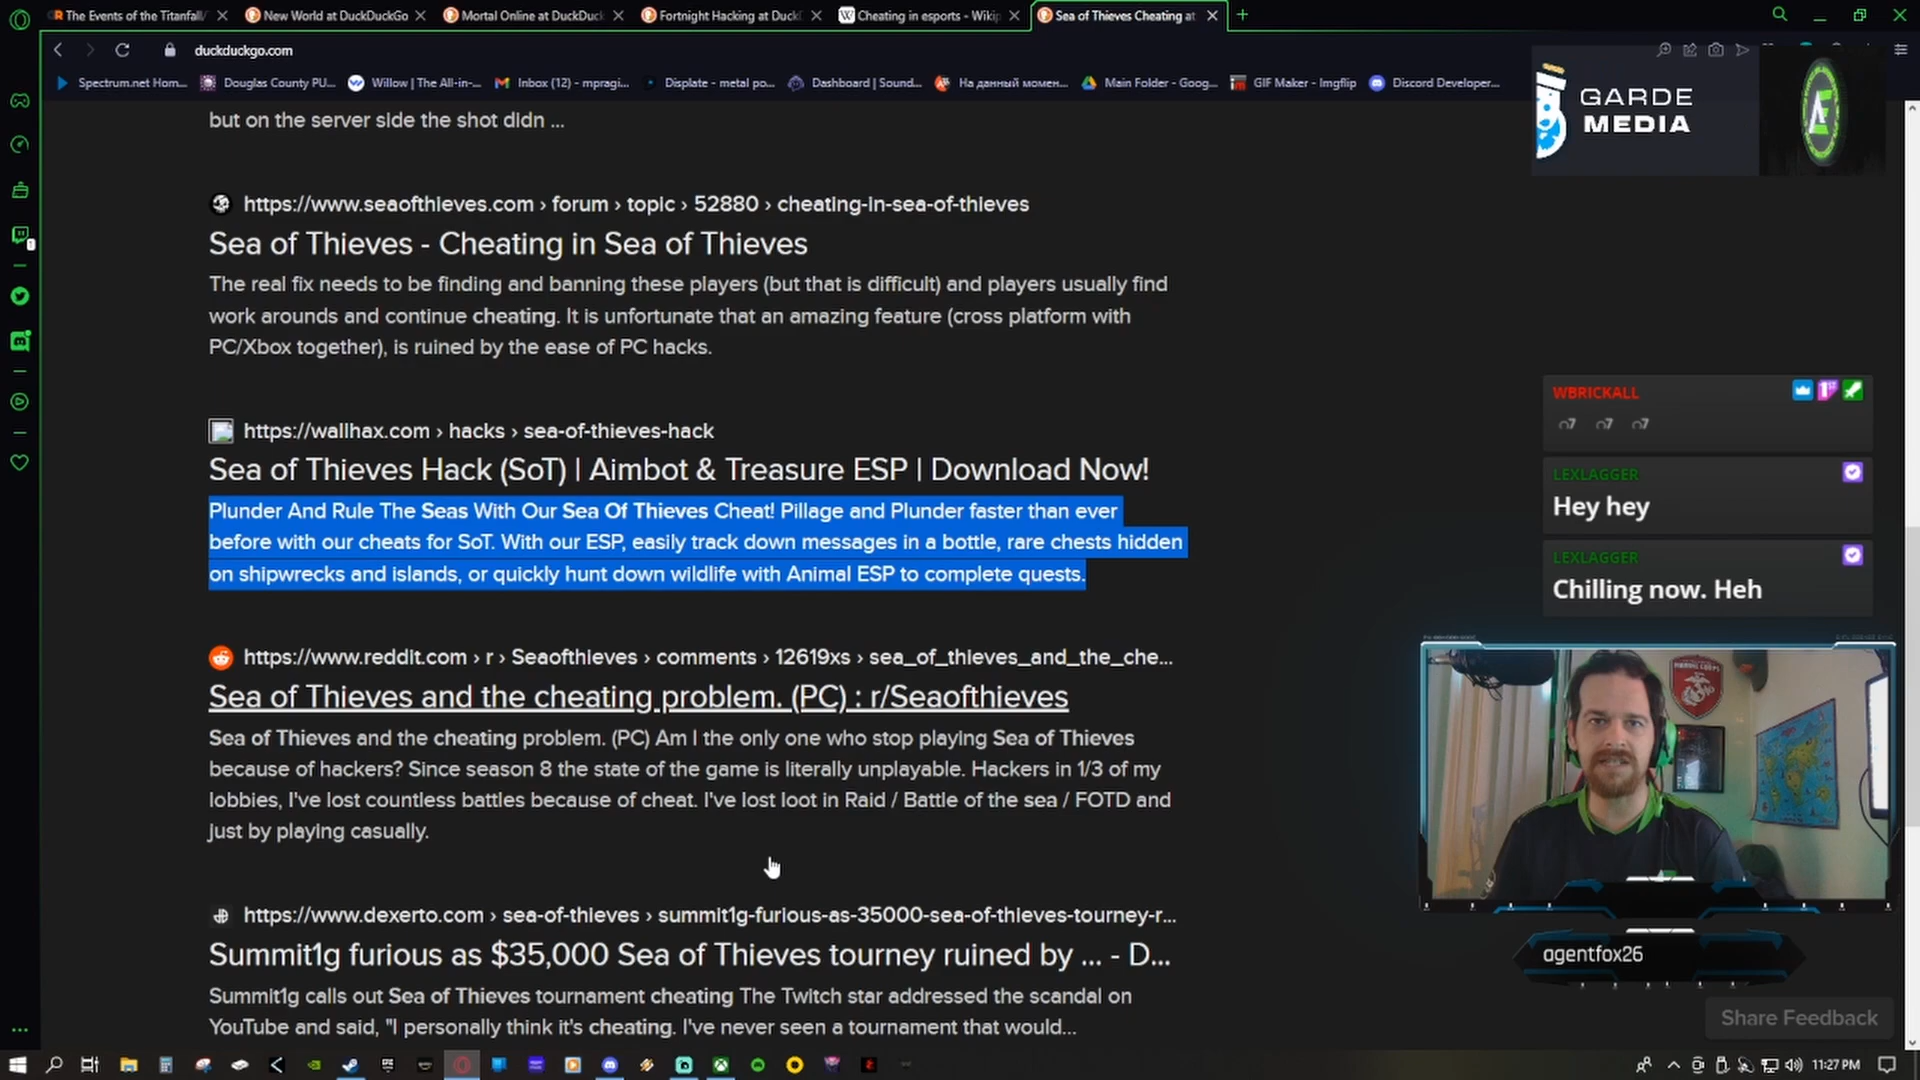 The Events of the Titanfall/
New World at DuckDuckGo
Mortal Online at DuckDuc
Fortnight Hacking at Duck
Cheating in esports - Wikip
Sea of Thieves Cheating at
duckduckgo.com
Spectrum.net Hom...
Douglas County PU...
Willow | The All-in-...
Inbox (12) - mpragi...
Displate - metal po...
Dashboard | Sound...
На данный момен...
Main Folder - Goog...
GIF Maker - Imgflip
Discord Developer...
GARDE
MEDIA
but on the server side the shot didn ...
https://www.seaofthieves.com › forum › topic › 52880 › cheating-in-sea-of-thieves
Sea of Thieves - Cheating in Sea of Thieves
The real fix needs to be finding and banning these players (but that is difficult) and players usually find
work arounds and continue cheating. It is unfortunate that an amazing feature (cross platform with
PC/Xbox together), is ruined by the ease of PC hacks.
https://wallhax.com › hacks › sea-of-thieves-hack
Sea of Thieves Hack (SoT) | Aimbot & Treasure ESP | Download Now!
Plunder And Rule The Seas With Our Sea Of Thieves Cheat! Pillage and Plunder faster than ever
before with our cheats for SoT. With our ESP, easily track down messages in a bottle, rare chests hidden
on shipwrecks and islands, or quickly hunt down wildlife with Animal ESP to complete quests.
https://www.reddit.com › r › Seaofthieves › comments › 12619xs › sea_of_thieves_and_the_che...
Sea of Thieves and the cheating problem. (PC) : r/Seaofthieves
Sea of Thieves and the cheating problem. (PC) Am I the only one who stop playing Sea of Thieves
because of hackers? Since season 8 the state of the game is literally unplayable. Hackers in 1/3 of my
lobbies, I've lost countless battles because of cheat. I've lost loot in Raid / Battle of the sea / FOTD and
just by playing casually.
https://www.dexerto.com › sea-of-thieves › summit1g-furious-as-35000-sea-of-thieves-tourney-r...
Summit1g furious as $35,000 Sea of Thieves tourney ruined by ... - D...
Summit1g calls out Sea of Thieves tournament cheating The Twitch star addressed the scandal on
YouTube and said, "I personally think it's cheating. I've never seen a tournament that would...
WBRICKALL
LEXLAGGER
Hey hey
LEXLAGGER
Chilling now. Heh
agentfox26
Share Feedback
11:27 PM